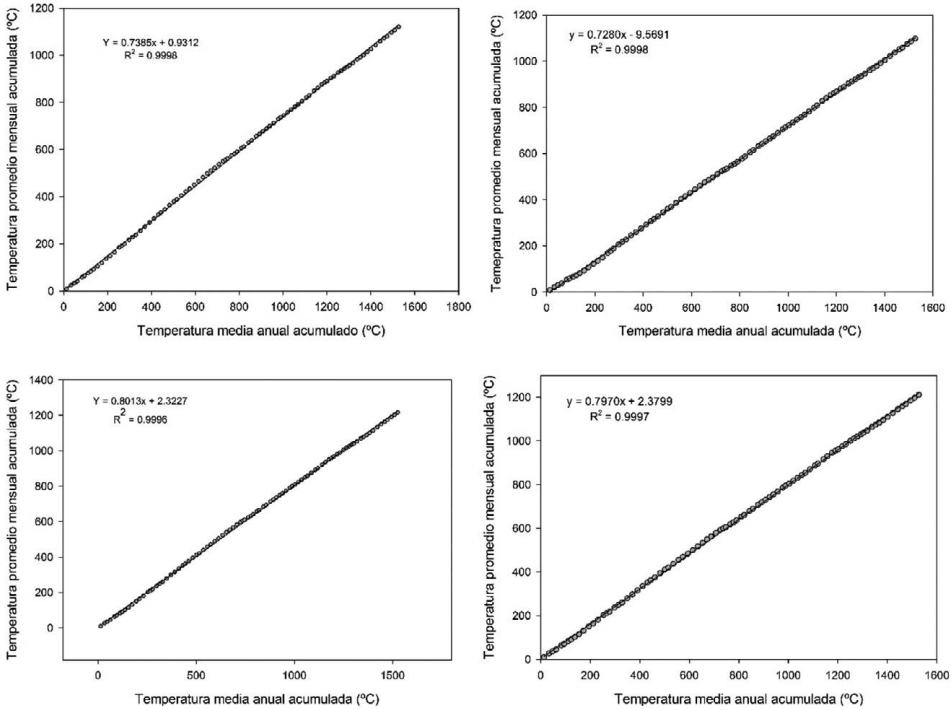 Y = 0.7385x + 0.9312
R2 = 0.9998
Temperatura promedio mensual acumulada (ºC)
1200
1000
800
600
400
200
0
0 200 400 600 800 1000 1200 1400 1600 1800
Temperatura media anual acumulado (ºC)
y = 0.7280x - 9.5691
R2 = 0.9998
Temepratura promedio mensual acumulada (ºC)
1200
1000
800
600
400
200
0
0 200 400 600 800 1000 1200 1400 1600
Temperatura media anual acumulada (ºC)
Y = 0.8013x + 2.3227
R2 = 0.9996
Temperatura promedio mensual acumulada (ºC)
1400
1200
1000
800
600
400
200
0
0 500 1000 1500
Temperatura media anual acumulada (ºC)
y = 0.7970x + 2.3799
R2 = 0.9997
Temperatura promedio mensual acumulada (ºC)
1200
1000
800
600
400
200
0
0 200 400 600 800 1000 1200 1400 1600
Temperatura media anual acumulada (ºC)